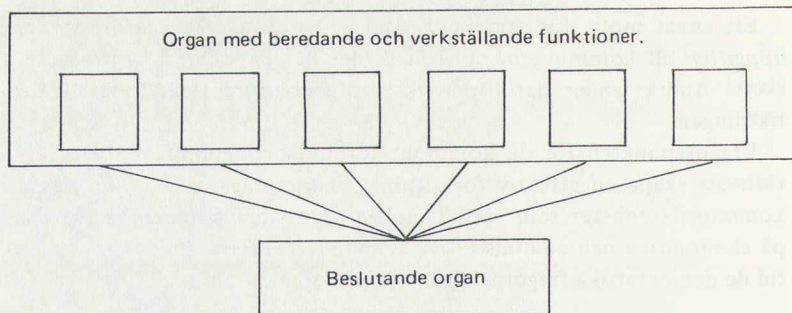 Organ med beredande och verkställande funktioner.
Beslutande organ